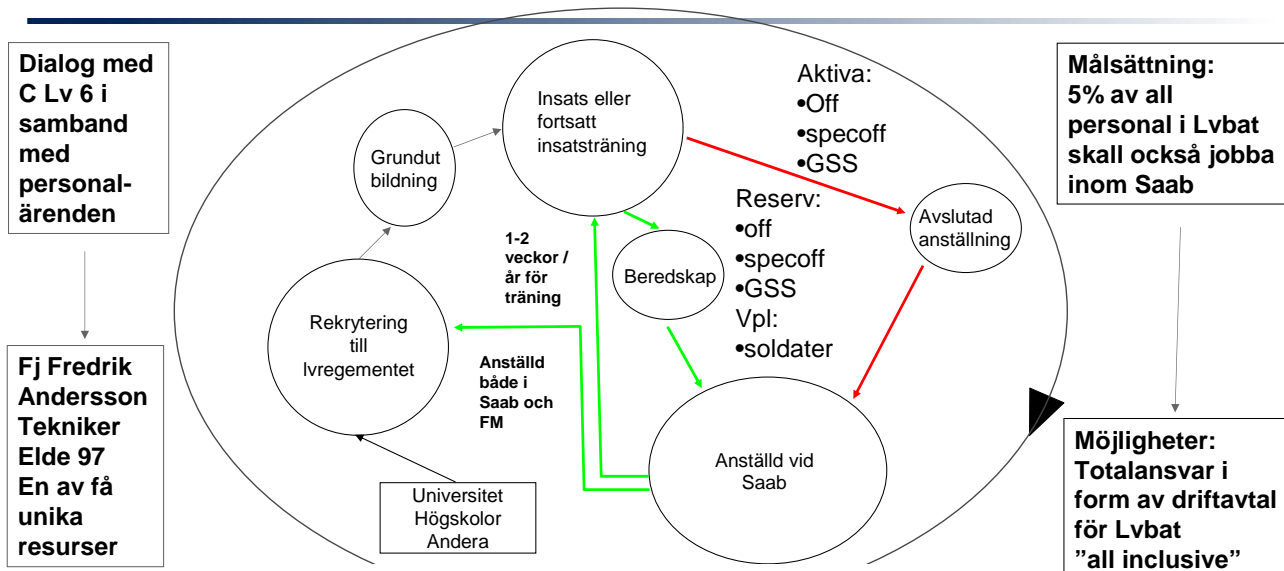 Dialog med
C Lv 6 i
samband
med
personal-
ärenden
Fj Fredrik
Andersson
Tekniker
Elde 97
En av få
unika
resurser
Grundut
bildning
Insats eller
fortsatt
insatsträning
Aktiva:
•Off
•specoff
•GSS
Reserv:
•off
•specoff
•GSS
Vpl:
•soldater
1-2
veckor /
år för
träning
Beredskap
Avslutad
anställning
Rekrytering
till
lvregementet
Anställd
både i
Saab och
FM
Anställd vid
Saab
Universitet
Högskolor
Andera
Målsättning:
5% av all
personal i Lvbat
skall också jobba
inom Saab
Möjligheter:
Totalansvar i
form av driftavtal
för Lvbat
”all inclusive”